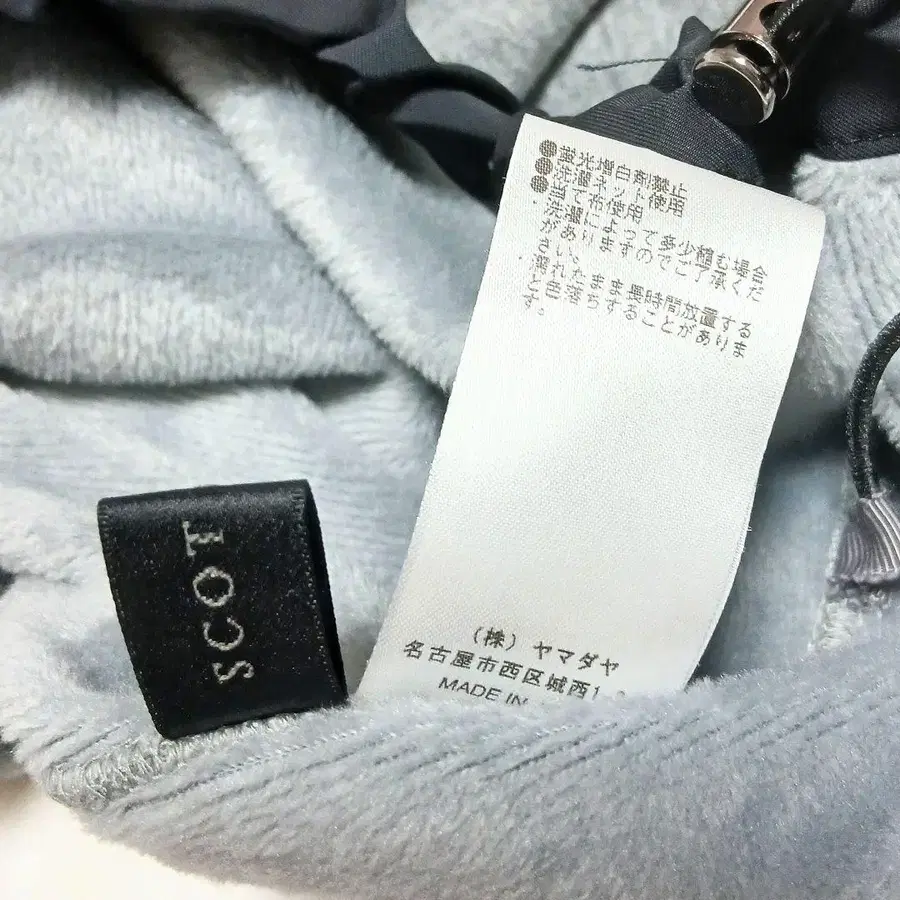 ●蛍光増白剤禁止
●洗濯ネット使用
●当て布使用
・洗濯によって多少縮む場合
がありますのでご了承くだ
さい。
・濡れたまま長時間放置する
と色落ちすることがありま
す。
(株) ヤマダヤ
名古屋市西区城西1
MADE IN
SCOT